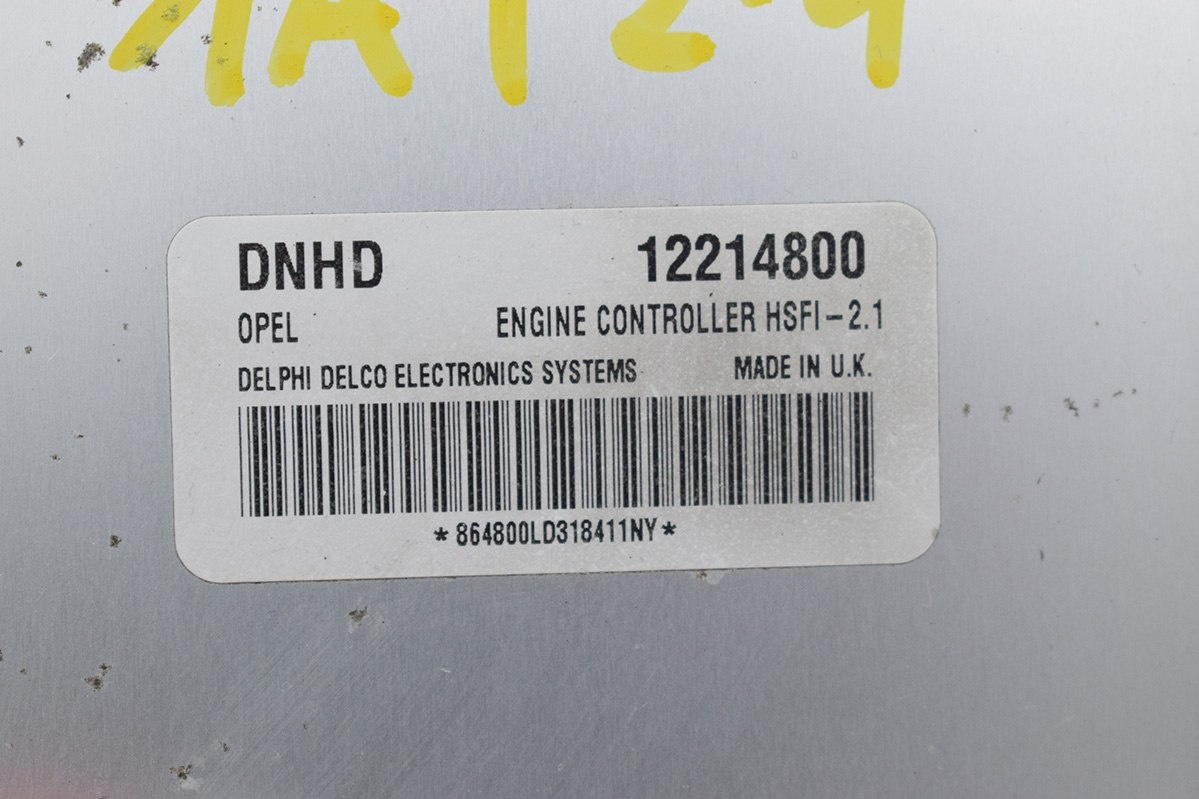 DNHD 12214800
OPEL ENGINE CONTROLLER HSFI-2.1
DELPHI DELCO ELECTRONICS SYSTEMS MADE IN U.K.
*864800LD318411NY*